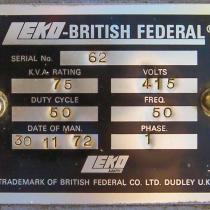 LEKO-BRITISH FEDERAL®
SERIAL No. 62
K.V.A. RATING VOLTS
75 415
DUTY CYCLE FREQ.
50 50
DATE OF MAN. PHASE.
30 11 72 1
LEKO
TRADEMARK OF BRITISH FEDERAL CO. LTD. DUDLEY U.K